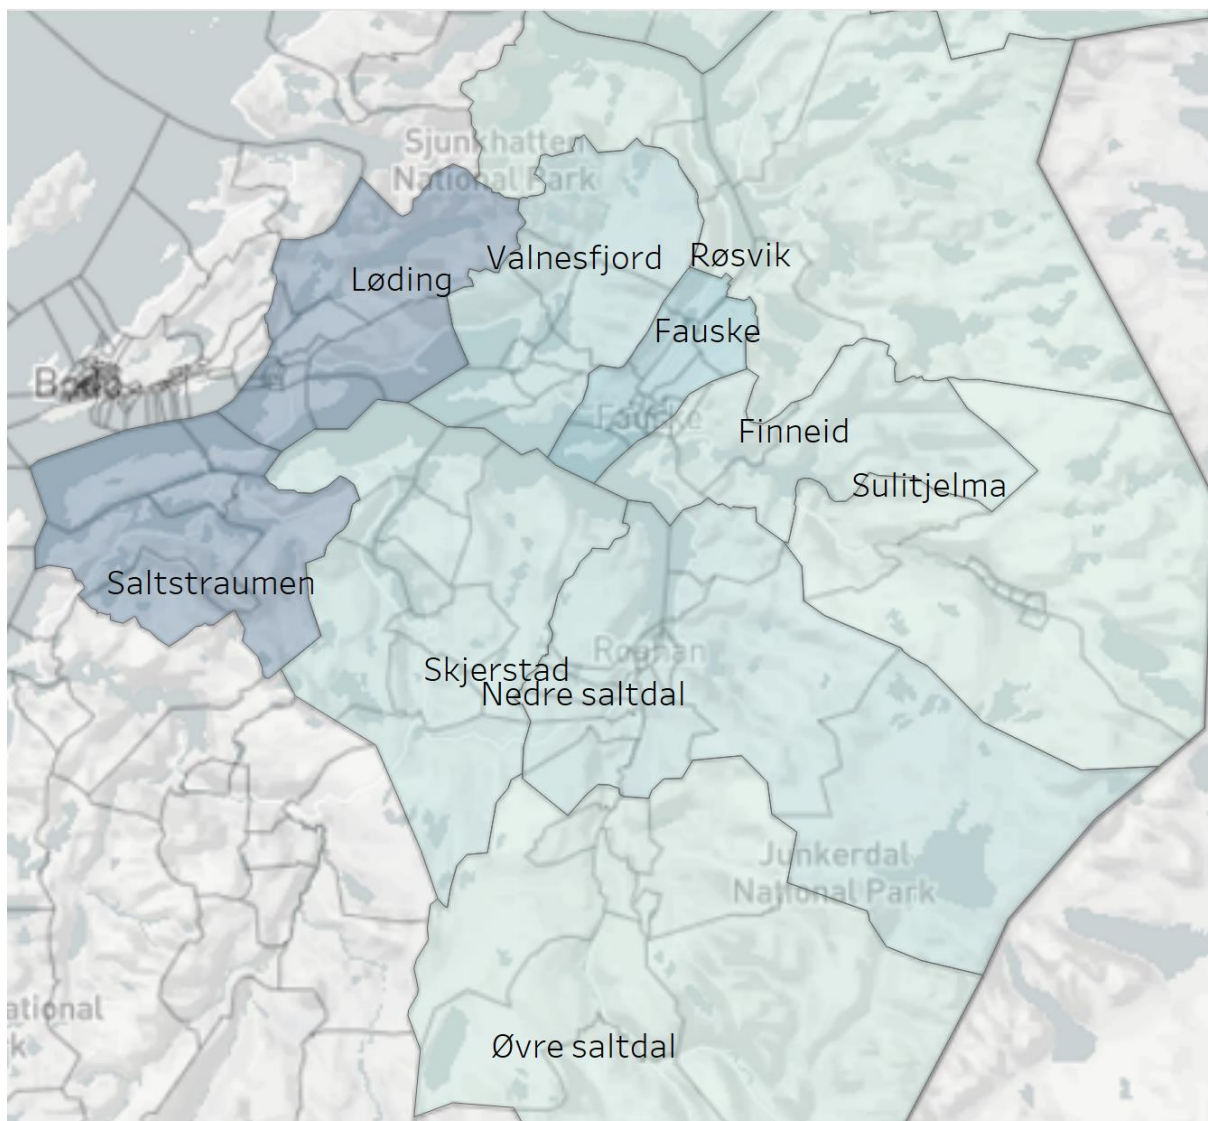 Sjunkhatten
National Park
Valnesfjord
Røsvik
Løding
Fauske
Bodø
Fauske
Finneid
Sulitjelma
Saltstraumen
Rognan
Skjerstad
Nedre saltdal
Junkerdal
National Park
ational
k
Øvre saltdal